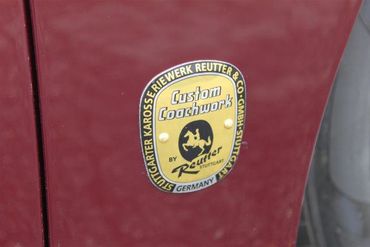 STUTTGARTER KAROSSERIEWERK REUTTER & CO·GMBH·STUTTGART
Custom
Coachwork
BY
Reutter
STUTTGART
GERMANY